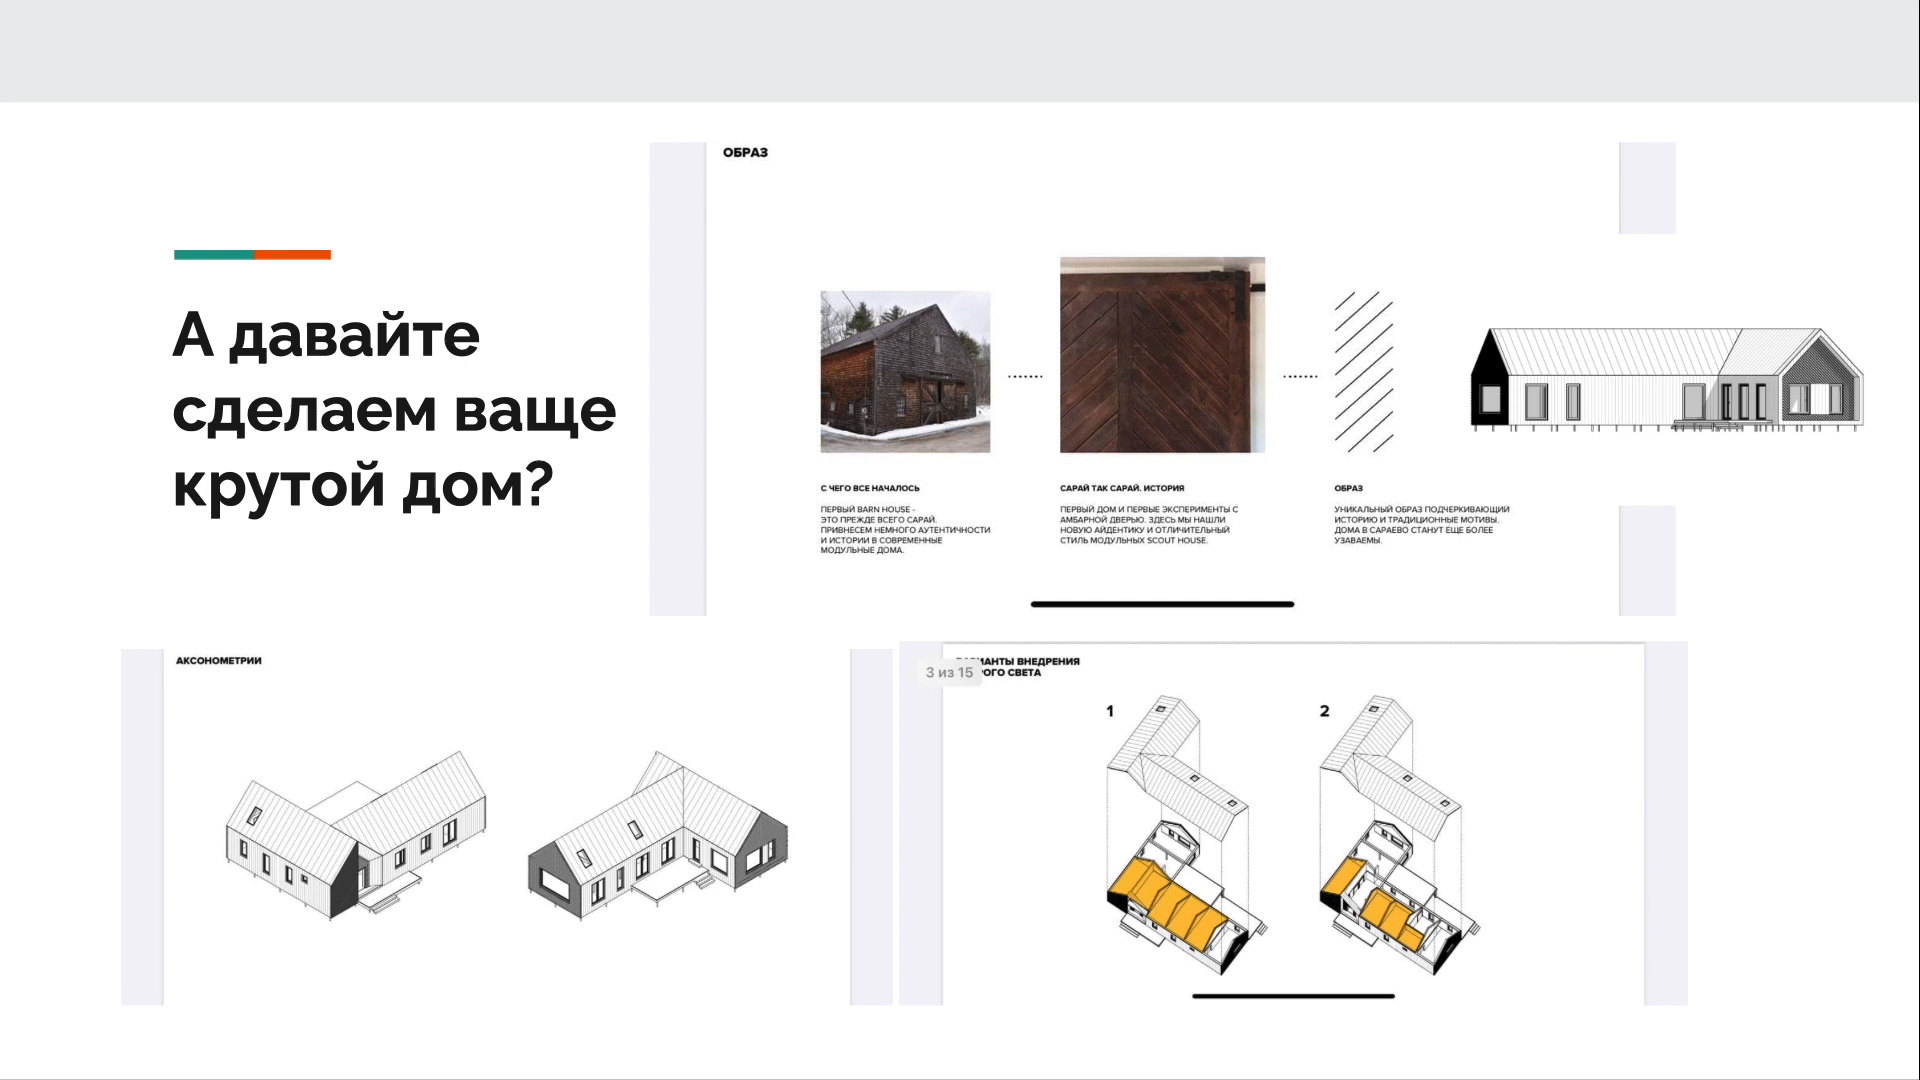 А давайте
сделаем ваще
крутой дом?
ОБРАЗ
С ЧЕГО ВСЕ НАЧАЛОСЬ
ПЕРВЫЙ BARN HOUSE -
ЭТО ПРЕЖДЕ ВСЕГО САРАЙ.
ПРИВНЕСЕМ НЕМНОГО АУТЕНТИЧНОСТИ
И ИСТОРИИ В СОВРЕМЕННЫЕ
МОДУЛЬНЫЕ ДОМА.
САРАЙ ТАК САРАЙ. ИСТОРИЯ
ПЕРВЫЙ ДОМ И ПЕРВЫЕ ЭКСПЕРИМЕНТЫ С
АМБАРНОЙ ДВЕРЬЮ. ЗДЕСЬ МЫ НАШЛИ
НОВУЮ АЙДЕНТИКУ И ОТЛИЧИТЕЛЬНЫЙ
СТИЛЬ МОДУЛЬНЫХ SCOUT HOUSE.
ОБРАЗ
УНИКАЛЬНЫЙ ОБРАЗ ПОДЧЕРКИВАЮЩИЙ
ИСТОРИЮ И ТРАДИЦИОННЫЕ МОТИВЫ.
ДОМА В САРАЕВО СТАНУТ ЕЩЕ БОЛЕЕ
УЗАВАЕМЫ.
АКСОНОМЕТРИИ
ВНЕДРЕНИЯ
3 из 15
СВЕТА
1
2